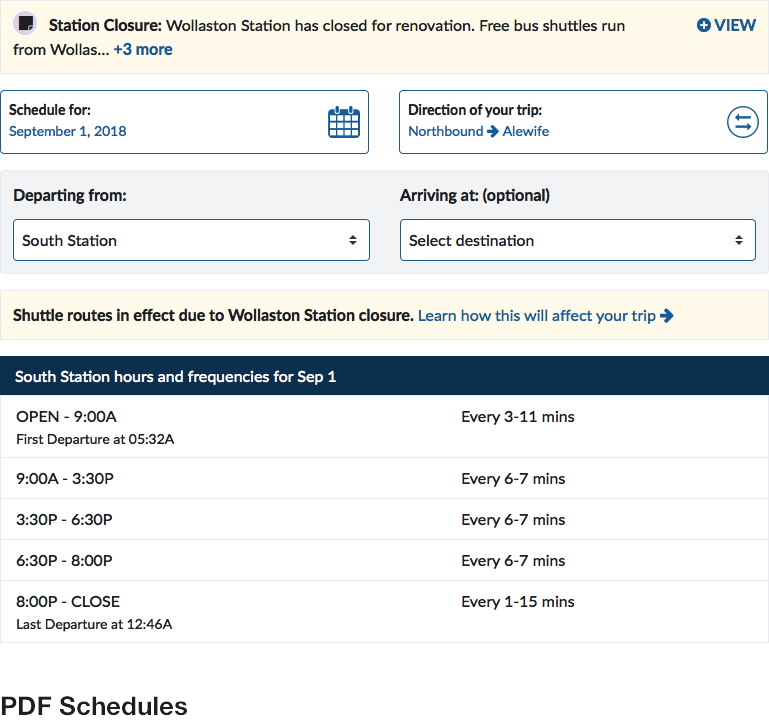 Station Closure: Wollaston Station has closed for renovation. Free bus shuttles run
from Wollas... +3 more
VIEW
Schedule for:
September 1, 2018
Direction of your trip:
Northbound → Alewife
Departing from:
South Station
Arriving at: (optional)
Select destination
Shuttle routes in effect due to Wollaston Station closure. Learn how this will affect your trip →
South Station hours and frequencies for Sep 1
OPEN - 9:00A
Every 3-11 mins
First Departure at 05:32A
9:00A - 3:30P
Every 6-7 mins
3:30P - 6:30P
Every 6-7 mins
6:30P - 8:00P
Every 6-7 mins
8:00P - CLOSE
Every 1-15 mins
Last Departure at 12:46A
PDF Schedules